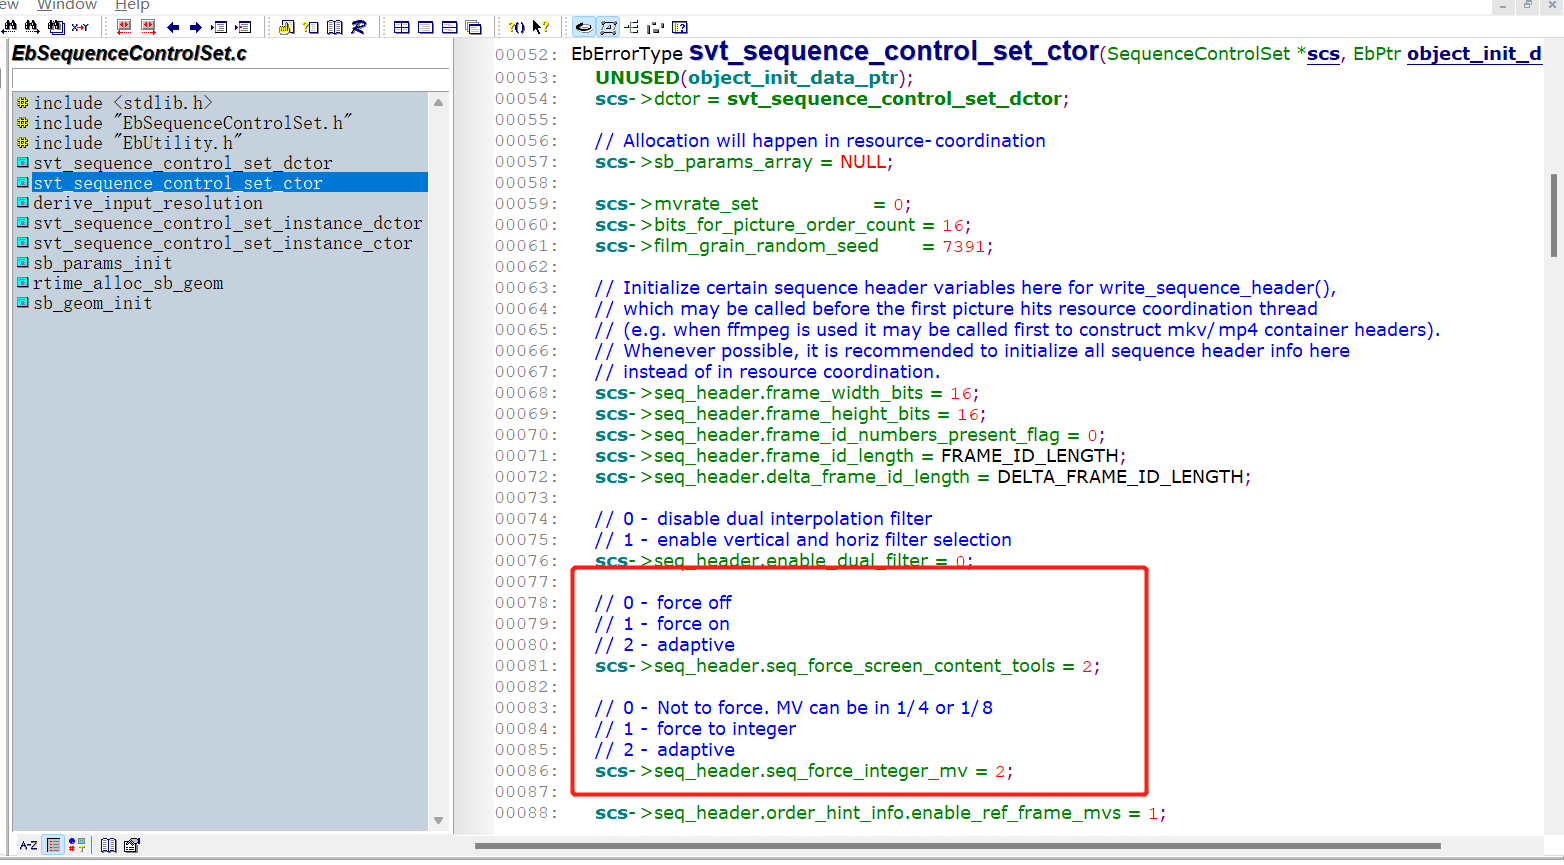 ew Window Help
EbSequenceControlSet.c
include <stdlib.h>
include "EbSequenceControlSet.h"
include "EbUtility.h"
svt_sequence_control_set_dctor
svt_sequence_control_set_ctor
derive_input_resolution
svt_sequence_control_set_instance_dctor
svt_sequence_control_set_instance_ctor
sb_params_init
rtime_alloc_sb_geom
sb_geom_init
A-Z
00052: EbErrorType svt_sequence_control_set_ctor(SequenceControlSet *scs, EbPtr object_init_d
00053: UNUSED(object_init_data_ptr);
00054: scs->dctor = svt_sequence_control_set_dctor;
00055:
00056: // Allocation will happen in resource-coordination
00057: scs->sb_params_array = NULL;
00058:
00059: scs->mvrate_set = 0;
00060: scs->bits_for_picture_order_count = 16;
00061: scs->film_grain_random_seed = 7391;
00062:
00063: // Initialize certain sequence header variables here for write_sequence_header(),
00064: // which may be called before the first picture hits resource coordination thread
00065: // (e.g. when ffmpeg is used it may be called first to construct mkv/mp4 container headers).
00066: // Whenever possible, it is recommended to initialize all sequence header info here
00067: // instead of in resource coordination.
00068: scs->seq_header.frame_width_bits = 16;
00069: scs->seq_header.frame_height_bits = 16;
00070: scs->seq_header.frame_id_numbers_present_flag = 0;
00071: scs->seq_header.frame_id_length = FRAME_ID_LENGTH;
00072: scs->seq_header.delta_frame_id_length = DELTA_FRAME_ID_LENGTH;
00073:
00074: // 0 - disable dual interpolation filter
00075: // 1 - enable vertical and horiz filter selection
00076: scs->seq_header.enable_dual_filter = 0;
00077:
00078: // 0 - force off
00079: // 1 - force on
00080: // 2 - adaptive
00081: scs->seq_header.seq_force_screen_content_tools = 2;
00082:
00083: // 0 - Not to force. MV can be in 1/4 or 1/8
00084: // 1 - force to integer
00085: // 2 - adaptive
00086: scs->seq_header.seq_force_integer_mv = 2;
00087:
00088: scs->seq_header.order_hint_info.enable_ref_frame_mvs = 1;